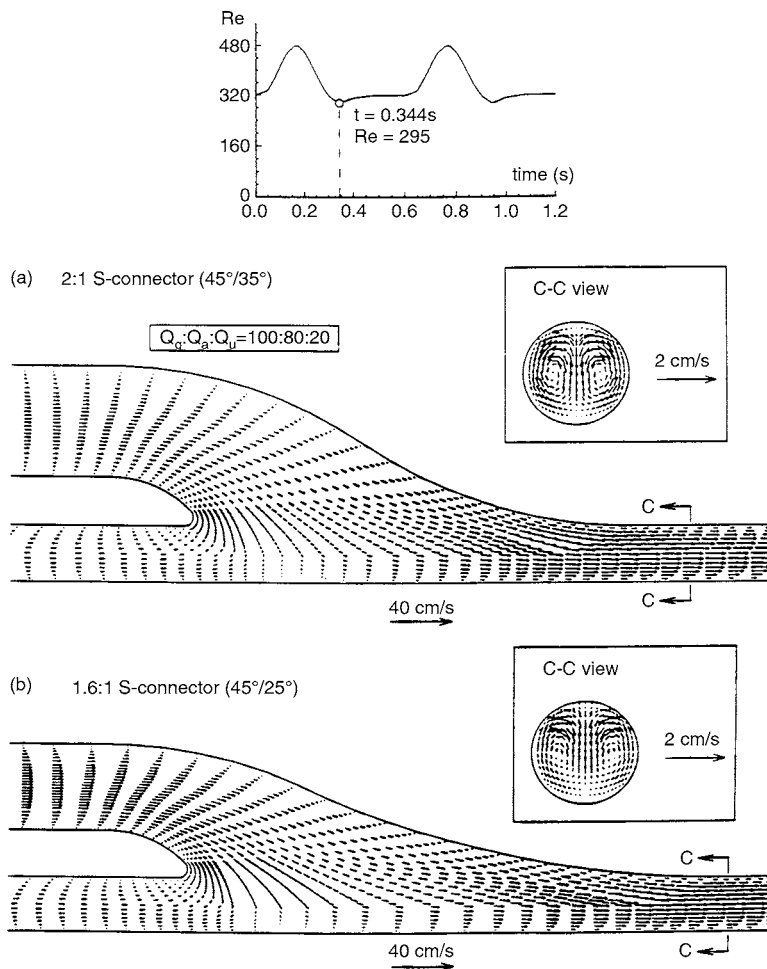 Re
480
320
160
0
t = 0.344s
Re = 295
time (s)
0.0 0.2 0.4 0.6 0.8 1.0 1.2
(a) 2:1 S-connector (45°/35°)
Qg:Qa:Qu=100:80:20
C-C view
2 cm/s
C
C
40 cm/s
(b) 1.6:1 S-connector (45°/25°)
C-C view
2 cm/s
C
C
40 cm/s